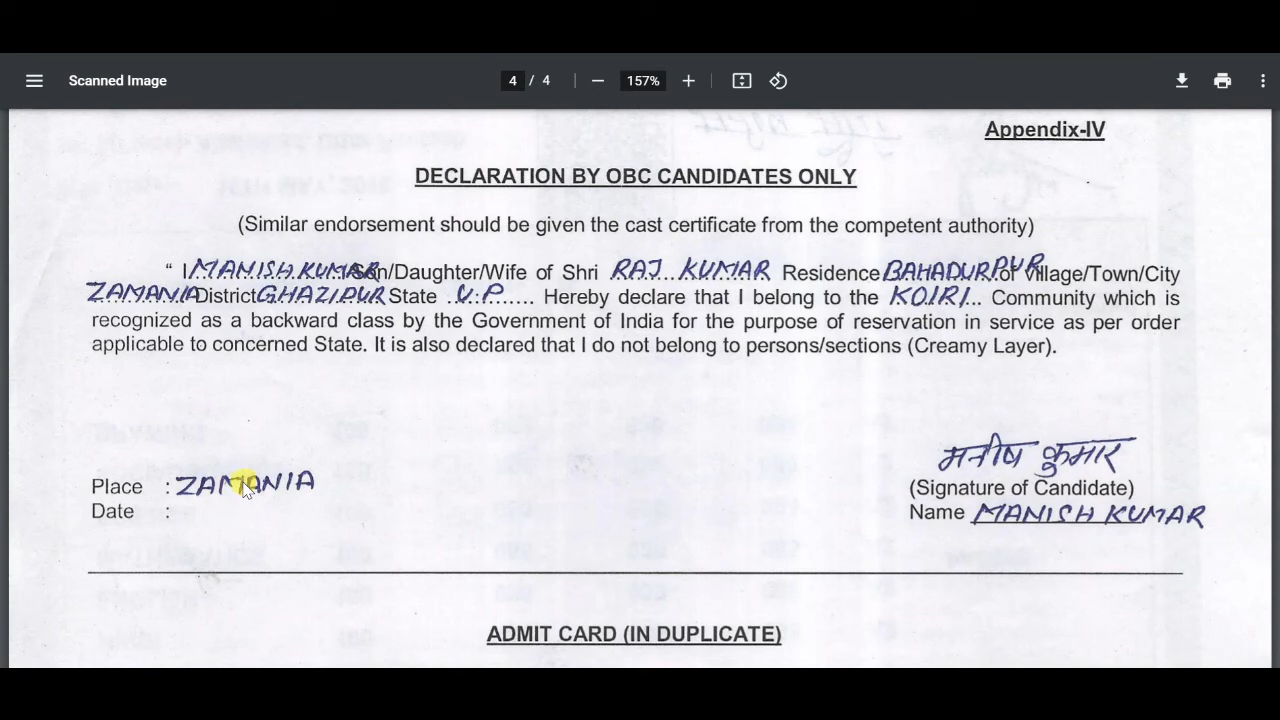 Scanned Image 4 / 4 157%
Appendix-IV
DECLARATION BY OBC CANDIDATES ONLY
(Similar endorsement should be given the cast certificate from the competent authority)
“ I MANISH KUMAR Son/Daughter/Wife of Shri RAJ KUMAR Residence BAHADURPUR of Village/Town/City
ZAMANIA District GHAZIPUR State U.P....... Hereby declare that I belong to the KOIRI... Community which is
recognized as a backward class by the Government of India for the purpose of reservation in service as per order
applicable to concerned State. It is also declared that I do not belong to persons/sections (Creamy Layer).
मनीष कुमार
Place : ZAMANIA (Signature of Candidate)
Date : Name MANISH KUMAR
ADMIT CARD (IN DUPLICATE)